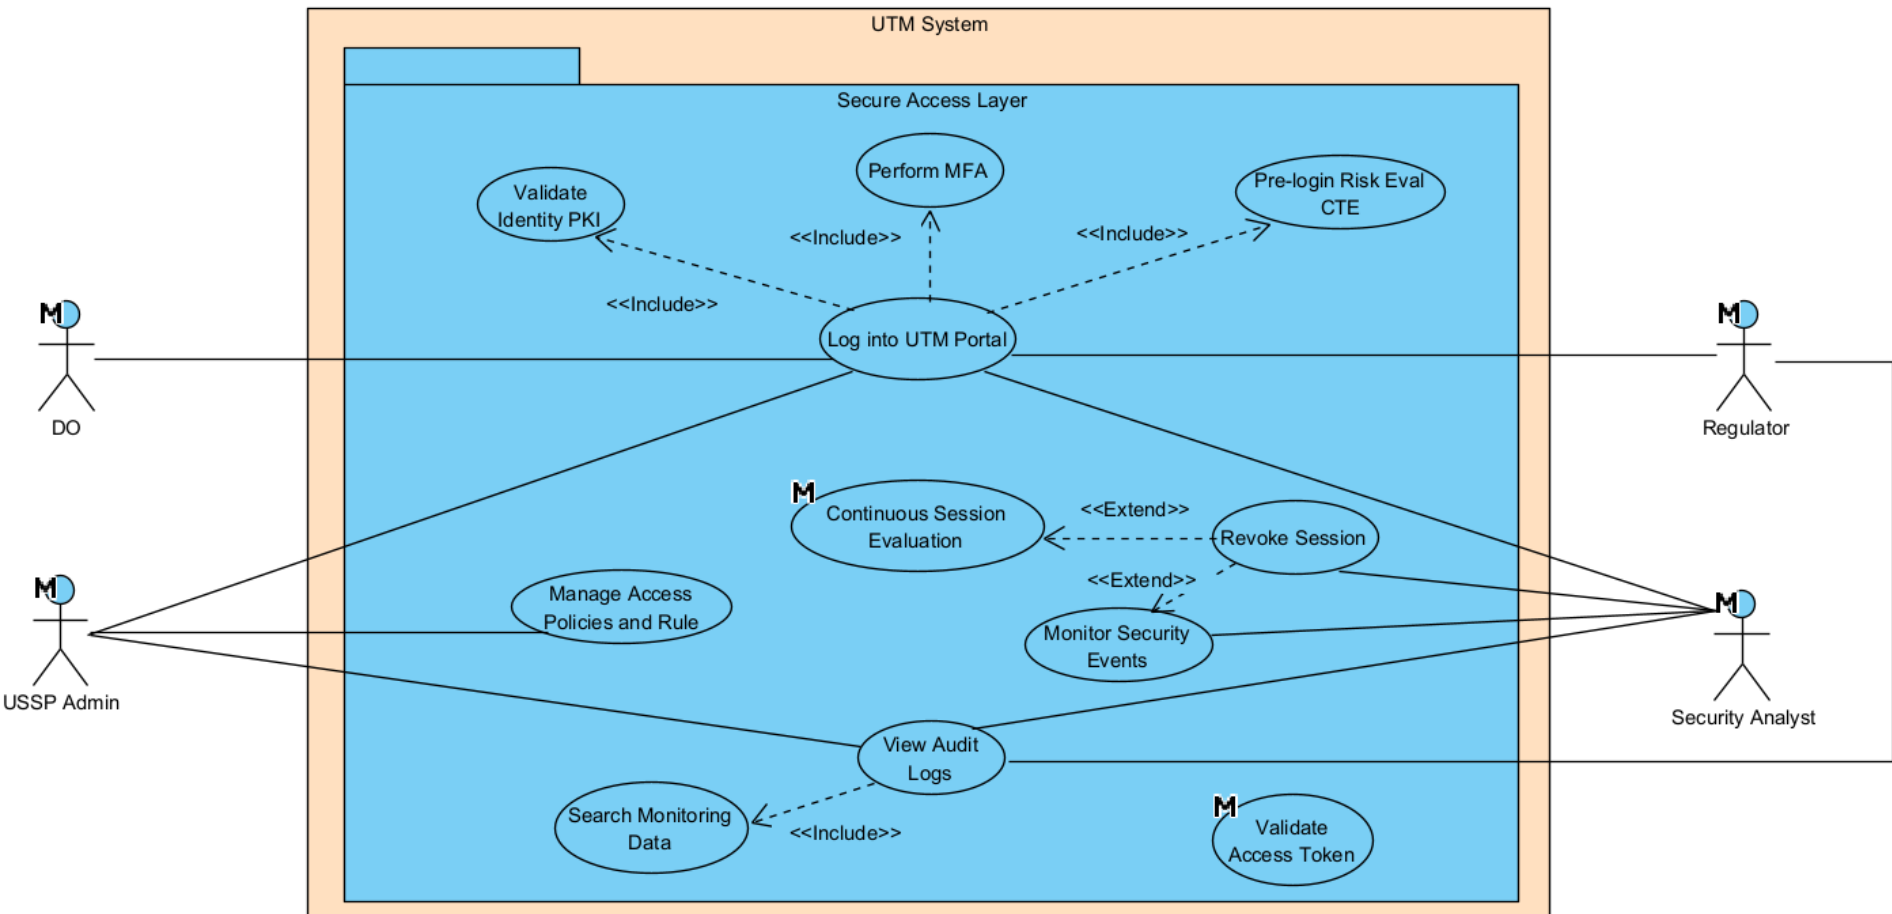 UTM System
Secure Access Layer
Perform MFA
Validate
Identity PKI
Pre-login Risk Eval
CTE
<<Include>>
<<Include>>
<<Include>>
M
M
Log into UTM Portal
DO
Regulator
M
Continuous Session
Evaluation
<<Extend>>
Revoke Session
<<Extend>>
M
Manage Access
Policies and Rule
M
Monitor Security
Events
USSP Admin
Security Analyst
View Audit
Logs
Search Monitoring
Data
<<Include>>
M
Validate
Access Token